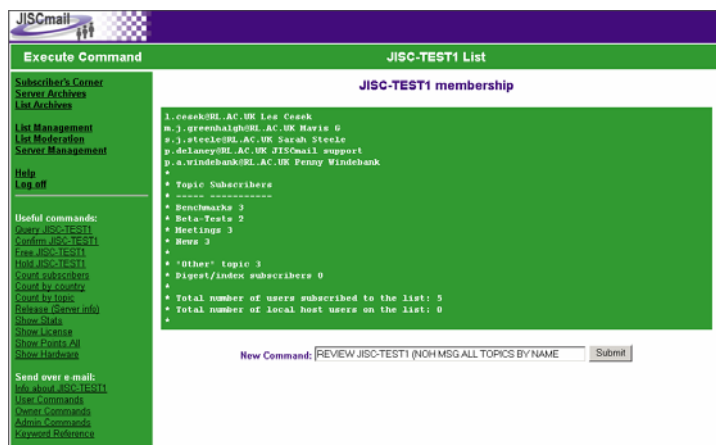 JISCmail
Execute Command
JISC-TEST1 List
Subscriber's Corner
Server Archives
List Archives
List Management
List Moderation
Server Management
Help
Log off
Useful commands:
Query JISC-TEST1
Confirm JISC-TEST1
Free JISC-TEST1
Hold JISC-TEST1
Count subscribers
Count by country
Count by topic
Release (Server info)
Show Stats
Show License
Show Points All
Show Hardware
Send over e-mail:
Info about JISC-TEST1
User Commands
Owner Commands
Admin Commands
Keyword Reference
JISC-TEST1 membership
l.cesek@RL.AC.UK Les Cesek
m.j.greenhalgh@RL.AC.UK Mavis G
s.j.steele@RL.AC.UK Sarah Steele
p.delaney@RL.AC.UK JISCmail support
p.a.windebank@RL.AC.UK Penny Windebank
*
* Topic Subscribers
* ----- -----------
* Benchmarks 3
* Beta-Tests 2
* Meetings 3
* News 3
*
* "Other" topic 3
* Digest/index subscribers 0
*
* Total number of users subscribed to the list: 5
* Total number of local host users on the list: 0
*
New Command: REVIEW JISC-TEST1 (NOH MSG ALL TOPICS BY NAME Submit